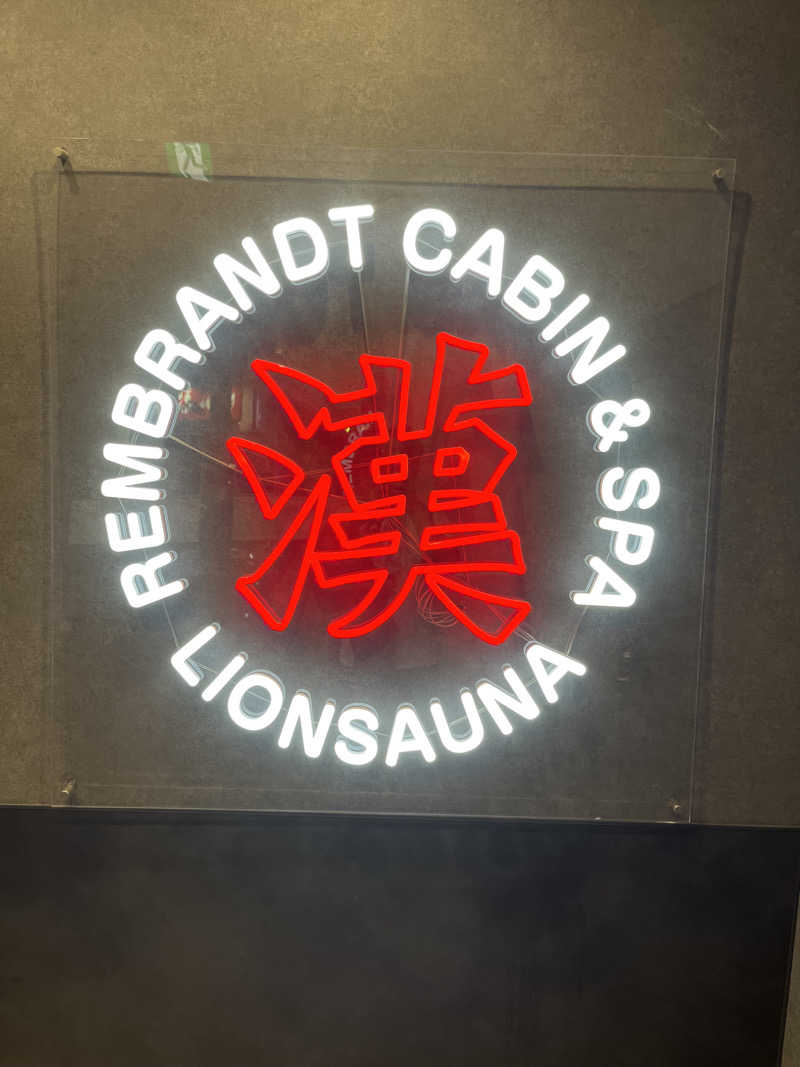 REMBRANDT CABIN & SPA
漢
LIONSAUNA